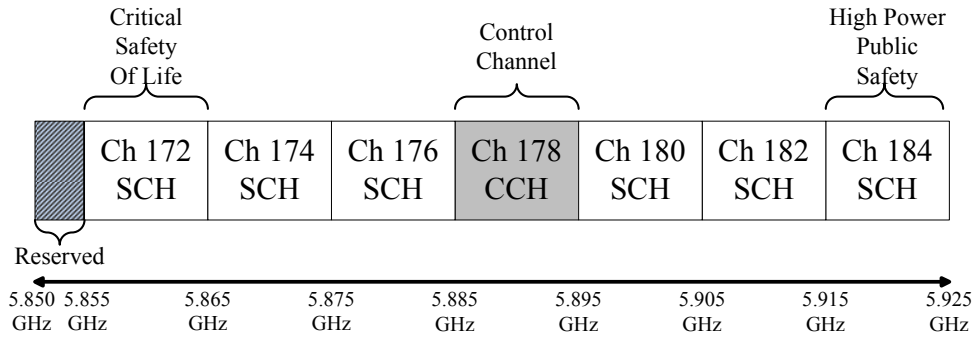 Critical
Safety
Of Life
Control
Channel
High Power
Public
Safety
Ch 172 Ch 174 Ch 176 Ch 178 Ch 180 Ch 182 Ch 184
SCH SCH SCH CCH SCH SCH SCH
Reserved
5.850 5.855 5.865 5.875 5.885 5.895 5.905 5.915 5.925
GHz GHz GHz GHz GHz GHz GHz GHz GHz